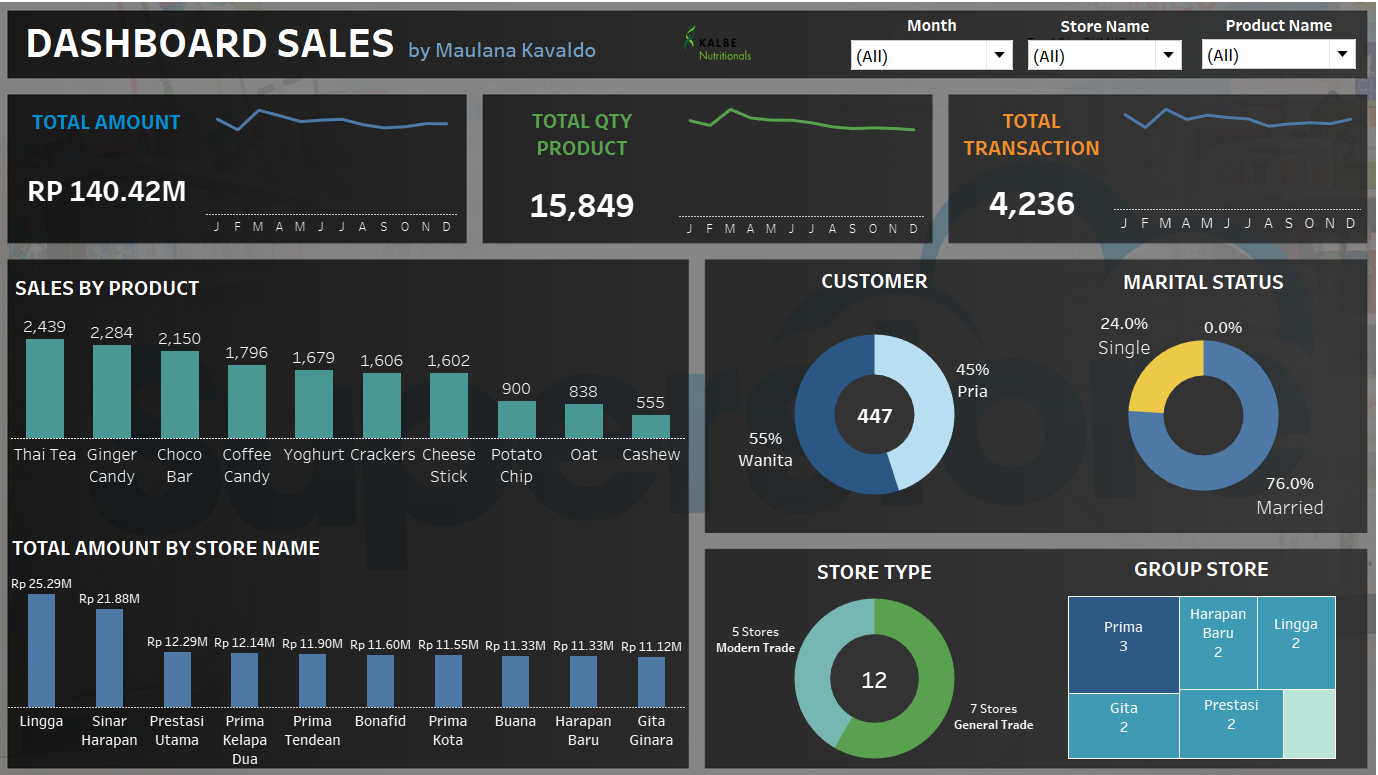 DASHBOARD SALES by Maulana Kavaldo
KALBE
Nutritionals
Month
(All)
Store Name
(All)
Product Name
(All)
TOTAL AMOUNT
RP 140.42M
J F M A M J J A S O N D
TOTAL QTY
PRODUCT
15,849
J F M A M J J A S O N D
TOTAL
TRANSACTION
4,236
J F M A M J J A S O N D
SALES BY PRODUCT
2,439
2,284
2,150
1,796
1,679
1,606
1,602
900
838
555
Thai Tea
Ginger
Candy
Choco
Bar
Coffee
Candy
Yoghurt
Crackers
Cheese
Stick
Potato
Chip
Oat
Cashew
TOTAL AMOUNT BY STORE NAME
Rp 25.29M
Rp 21.88M
Rp 12.29M
Rp 12.14M
Rp 11.90M
Rp 11.60M
Rp 11.55M
Rp 11.33M
Rp 11.33M
Rp 11.12M
Lingga
Sinar
Harapan
Prestasi
Utama
Prima
Kelapa
Dua
Prima
Tendean
Bonafid
Prima
Kota
Buana
Harapan
Baru
Gita
Ginara
CUSTOMER
45%
Pria
447
55%
Wanita
MARITAL STATUS
24.0%
Single
0.0%
76.0%
Married
STORE TYPE
5 Stores
Modern Trade
12
7 Stores
General Trade
GROUP STORE
Prima
3
Harapan
Baru
2
Lingga
2
Gita
2
Prestasi
2
Superstore